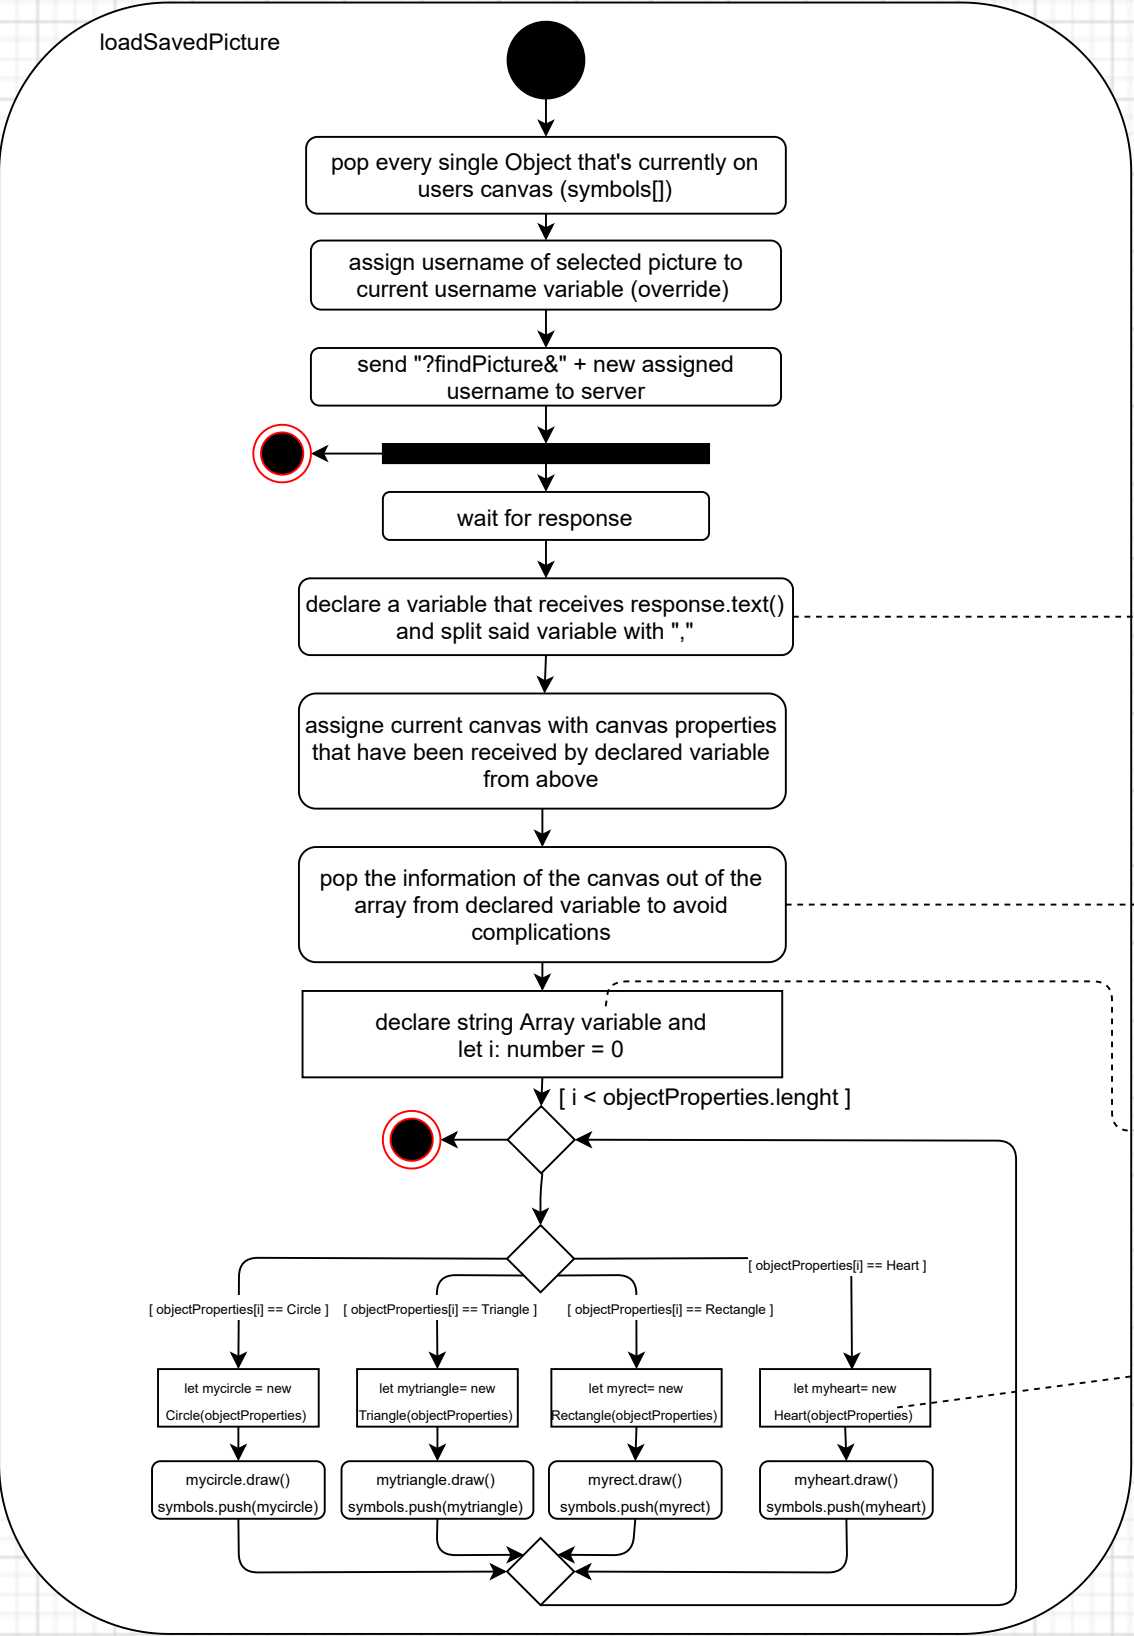 loadSavedPicture
pop every single Object that's currently on
users canvas (symbols[])
assign username of selected picture to
current username variable (override)
send "?findPicture&" + new assigned
username to server
wait for response
declare a variable that receives response.text()
and split said variable with ","
assigne current canvas with canvas properties
that have been received by declared variable
from above
pop the information of the canvas out of the
array from declared variable to avoid
complications
declare string Array variable and
let i: number = 0
[ i < objectProperties.lenght ]
[ objectProperties[i] == Heart ]
[ objectProperties[i] == Circle ]
[ objectProperties[i] == Triangle ]
[ objectProperties[i] == Rectangle ]
let mycircle = new
Circle(objectProperties)
let mytriangle= new
Triangle(objectProperties)
let myrect= new
Rectangle(objectProperties)
let myheart= new
Heart(objectProperties)
mycircle.draw()
symbols.push(mycircle)
mytriangle.draw()
symbols.push(mytriangle)
myrect.draw()
symbols.push(myrect)
myheart.draw()
symbols.push(myheart)